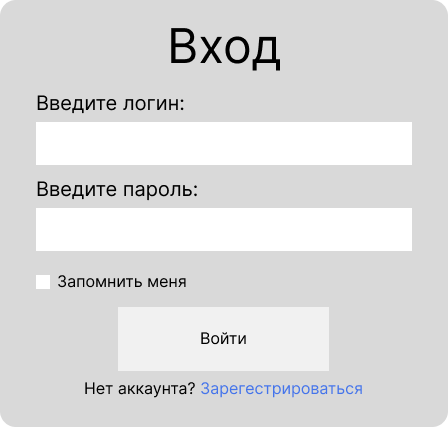 Вход
Введите логин:
Введите пароль:
Запомнить меня
Войти
Нет аккаунта? Зарегестрироваться